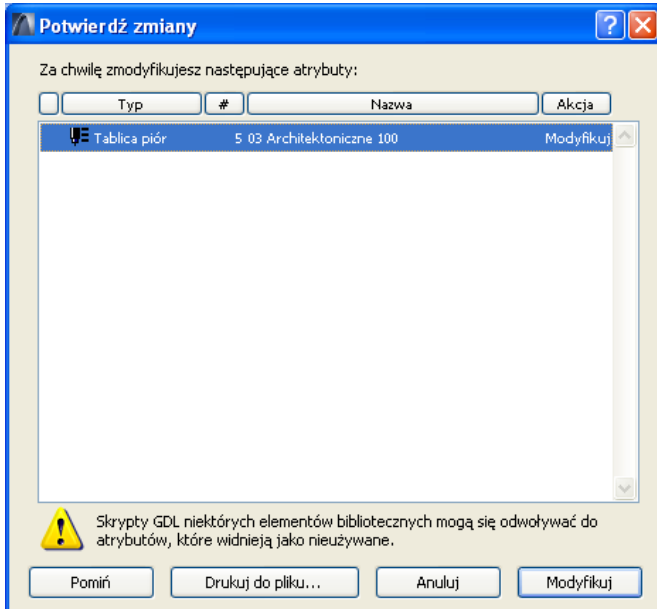 Potwierdź zmiany
Za chwilę zmodyfikujesz następujące atrybuty:
Typ # Nazwa Akcja
Tablica piór 5 03 Architektoniczne 100 Modyfikuj
Skrypty GDL niektórych elementów bibliotecznych mogą się odwoływać do
atrybutów, które widnieją jako nieużywane.
Pomiń Drukuj do pliku... Anuluj Modyfikuj